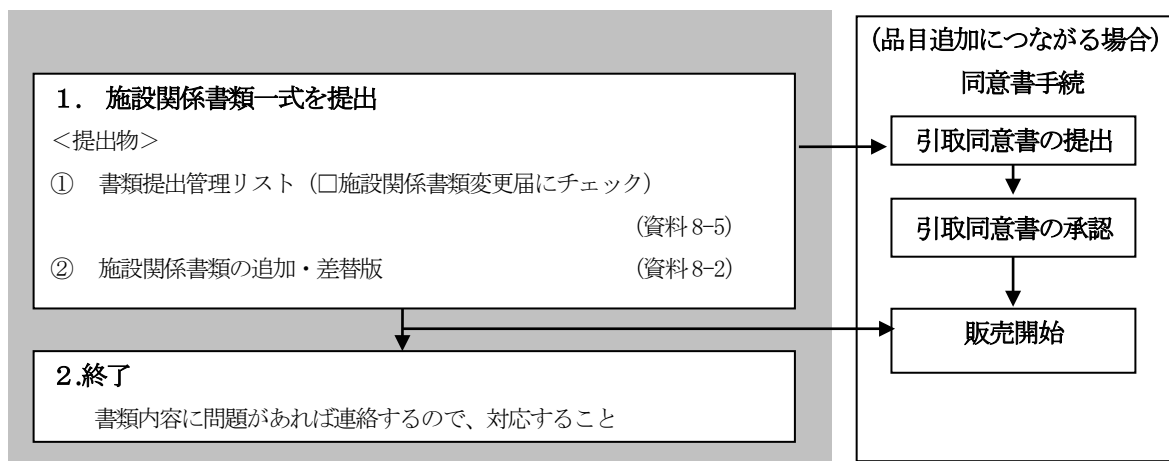 １． 施設関係書類一式を提出
＜提出物＞
① 書類提出管理リスト（□施設関係書類変更届にチェック）
（資料 8-5）
② 施設関係書類の追加・差替版 （資料 8-2）
２.終了
書類内容に問題があれば連絡するので、対応すること
（品目追加につながる場合）
同意書手続
引取同意書の提出
引取同意書の承認
販売開始